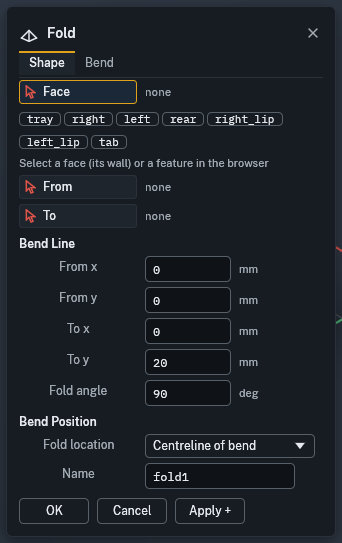 Fold
Shape Bend
Face none
tray right left rear right_lip
left_lip tab
Select a face (its wall) or a feature in the browser
From none
To none
Bend Line
From x 0 mm
From y 0 mm
To x 0 mm
To y 20 mm
Fold angle 90 deg
Bend Position
Fold location Centreline of bend
Name fold1
OK Cancel Apply +